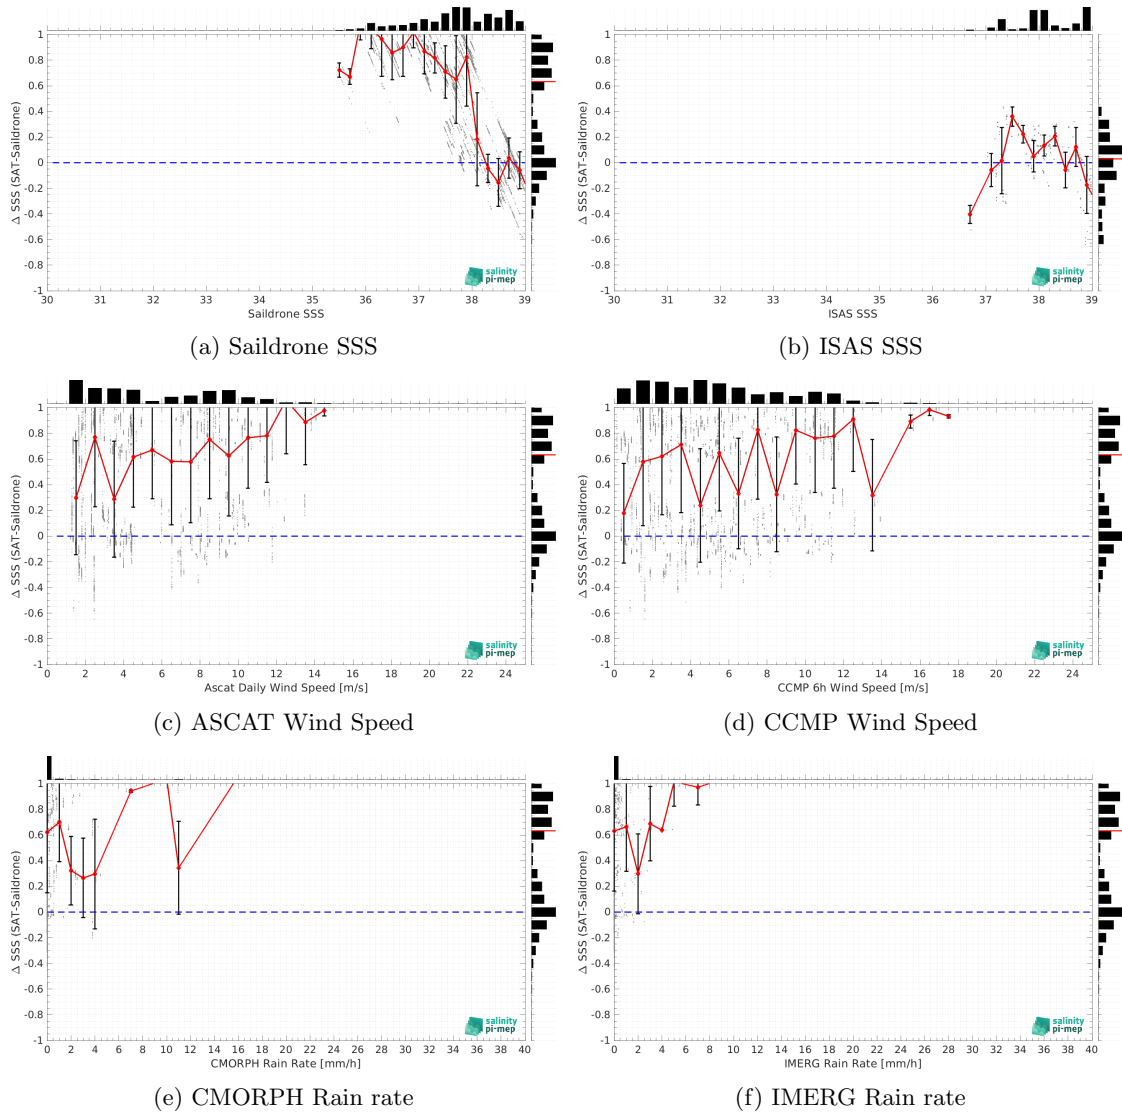 1
0.8
0.6
0.4
0.2
0
-0.2
-0.4
-0.6
-0.8
-1
Δ SSS (SAT-Saildrone)
30 31 32 33 34 35 36 37 38 39
Saildrone SSS
salinity
pi-mep
(a) Saildrone SSS
1
0.8
0.6
0.4
0.2
0
-0.2
-0.4
-0.6
-0.8
-1
Δ SSS (SAT-Saildrone)
30 31 32 33 34 35 36 37 38 39
ISAS SSS
salinity
pi-mep
(b) ISAS SSS
1
0.8
0.6
0.4
0.2
0
-0.2
-0.4
-0.6
-0.8
-1
Δ SSS (SAT-Saildrone)
0 2 4 6 8 10 12 14 16 18 20 22 24
Ascat Daily Wind Speed [m/s]
salinity
pi-mep
(c) ASCAT Wind Speed
1
0.8
0.6
0.4
0.2
0
-0.2
-0.4
-0.6
-0.8
-1
Δ SSS (SAT-Saildrone)
0 2 4 6 8 10 12 14 16 18 20 22 24
CCMP 6h Wind Speed [m/s]
salinity
pi-mep
(d) CCMP Wind Speed
1
0.8
0.6
0.4
0.2
0
-0.2
-0.4
-0.6
-0.8
-1
Δ SSS (SAT-Saildrone)
0 2 4 6 8 10 12 14 16 18 20 22 24 26 28 30 32 34 36 38 40
CMORPH Rain Rate [mm/h]
salinity
pi-mep
(e) CMORPH Rain rate
1
0.8
0.6
0.4
0.2
0
-0.2
-0.4
-0.6
-0.8
-1
Δ SSS (SAT-Saildrone)
0 2 4 6 8 10 12 14 16 18 20 22 24 26 28 30 32 34 36 38 40
IMERG Rain Rate [mm/h]
salinity
pi-mep
(f) IMERG Rain rate